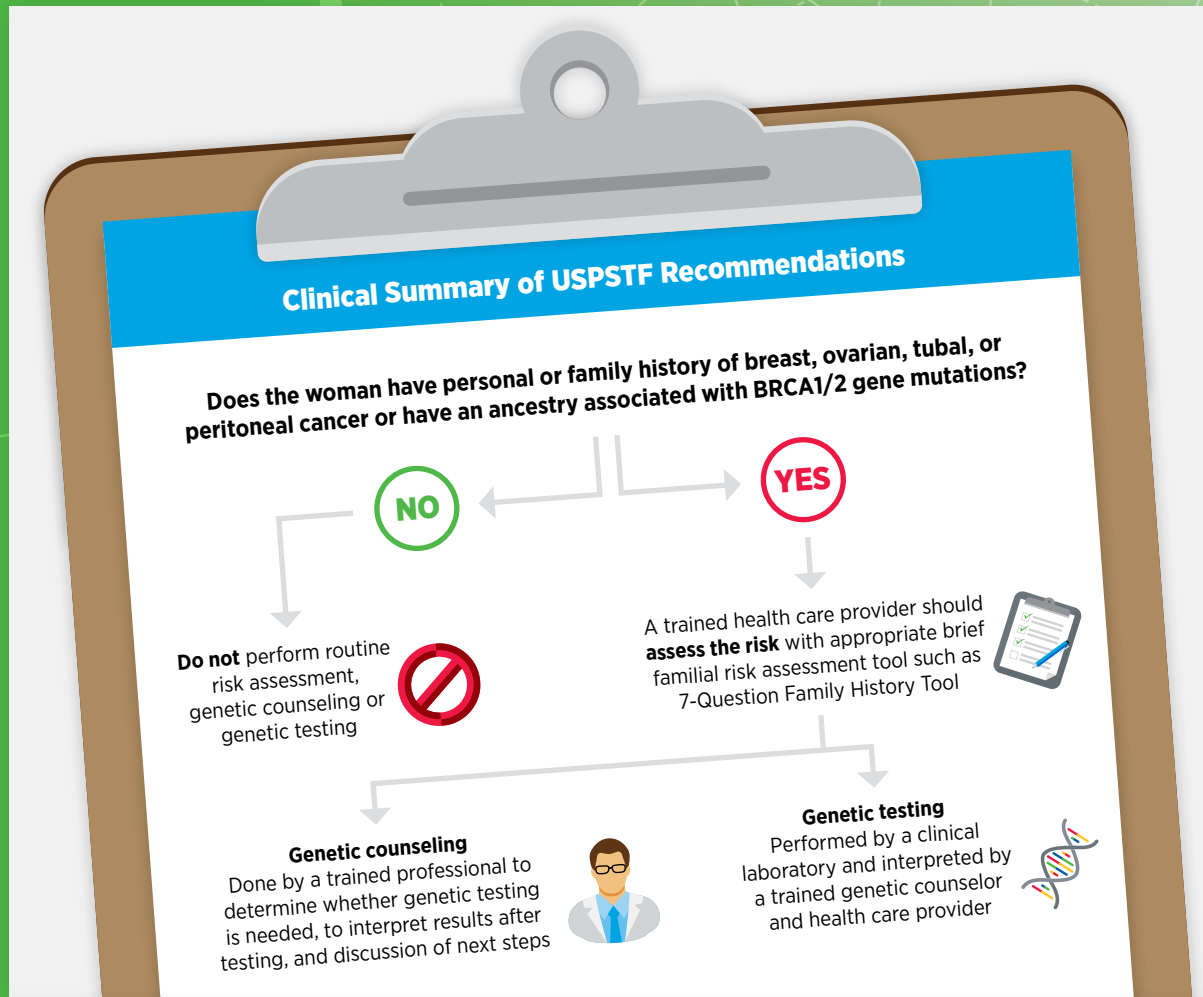 Clinical Summary of USPSTF Recommendations
Does the woman have personal or family history of breast, ovarian, tubal, or
peritoneal cancer or have an ancestry associated with BRCA1/2 gene mutations?
NO
YES
Do not perform routine
risk assessment,
genetic counseling or
genetic testing
A trained health care provider should
assess the risk with appropriate brief
familial risk assessment tool such as
7-Question Family History Tool
Genetic counseling
Done by a trained professional to
determine whether genetic testing
is needed, to interpret results after
testing, and discussion of next steps
Genetic testing
Performed by a clinical
laboratory and interpreted by
a trained genetic counselor
and health care provider